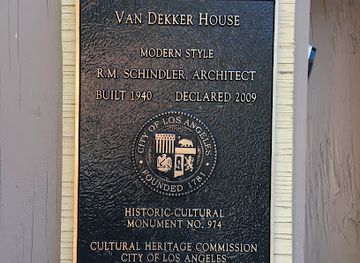 VAN DEKKER HOUSE
MODERN STYLE
R.M. SCHINDLER, ARCHITECT
BUILT 1940 DECLARED 2009
CITY OF LOS ANGELES
FOUNDED 1781
HISTORIC-CULTURAL
MONUMENT NO. 974
CULTURAL HERITAGE COMMISSION
CITY OF LOS ANGELES